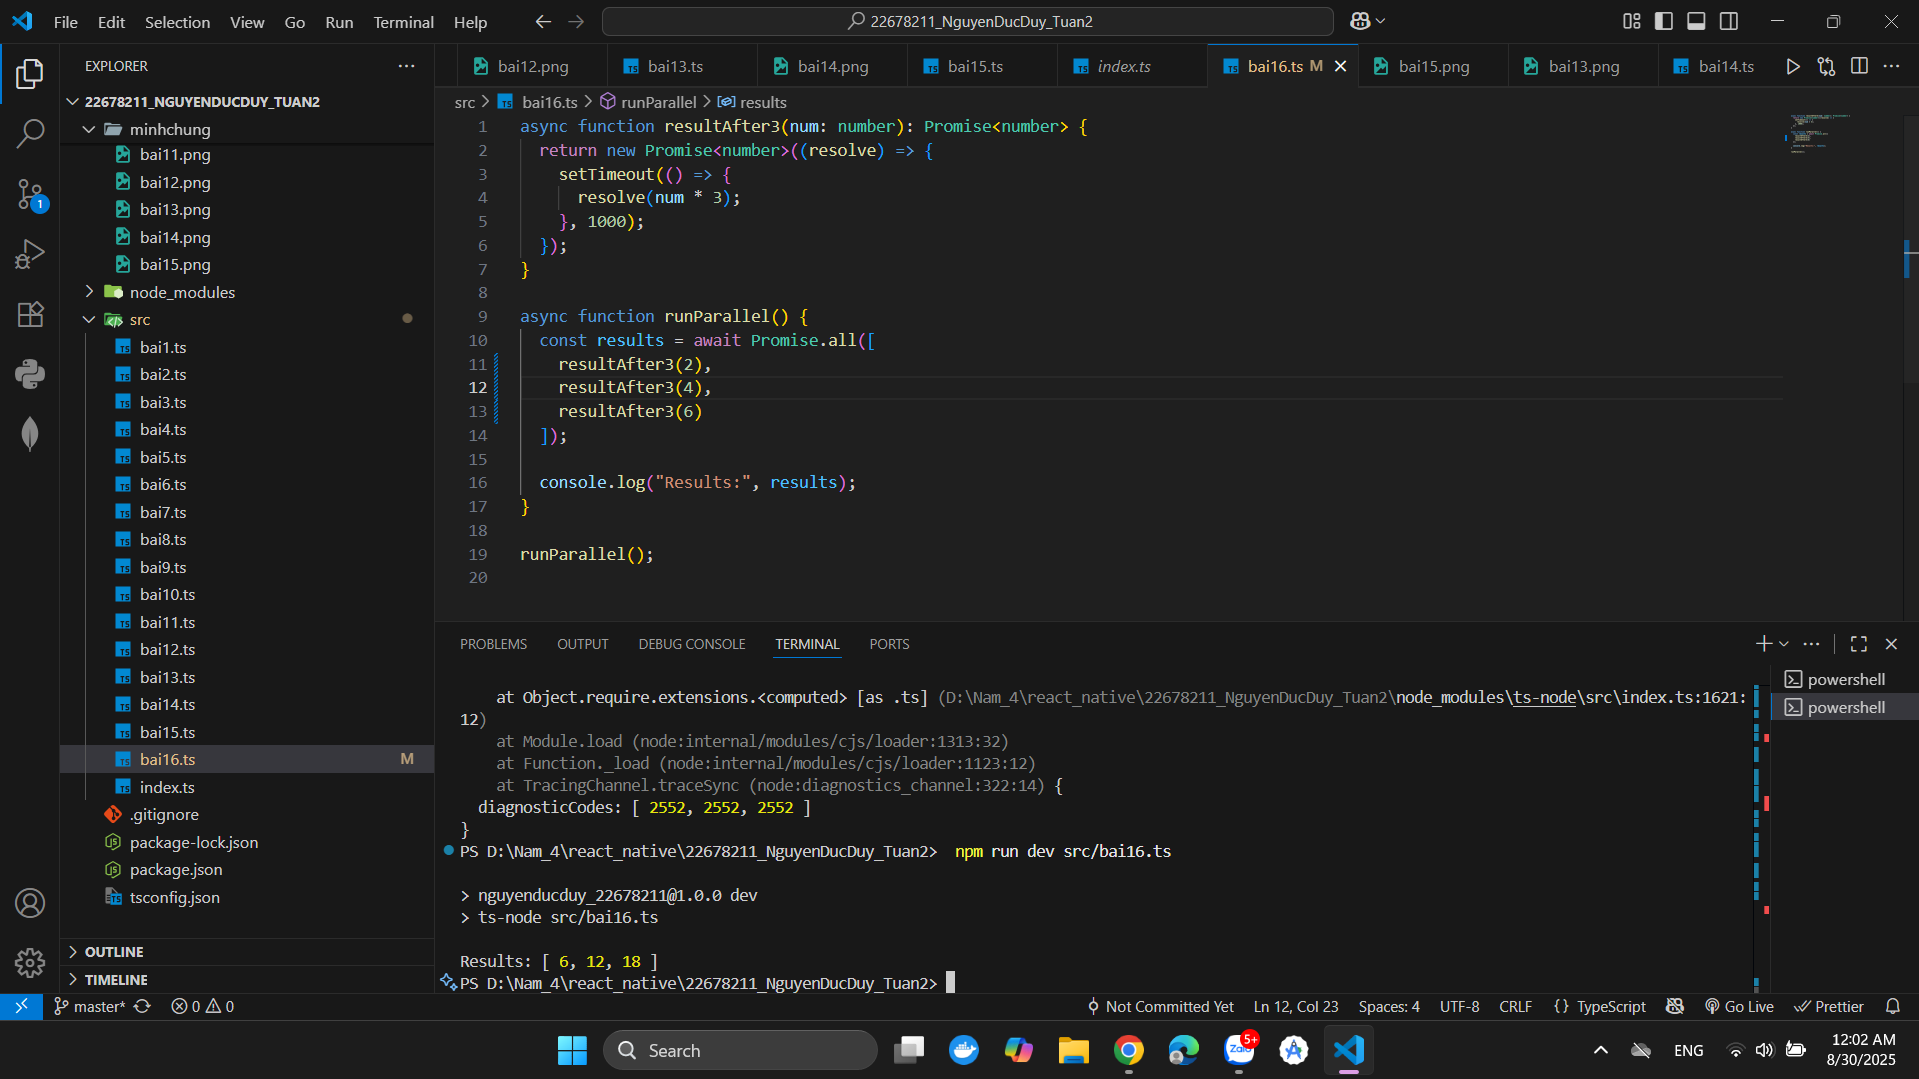 File Edit Selection View Go Run Terminal Help
22678211_NguyenDucDuy_Tuan2
EXPLORER
22678211_NGUYENDUCDUY_TUAN2
minhchung
bai11.png
bai12.png
bai13.png
bai14.png
bai15.png
node_modules
src
bai1.ts
bai2.ts
bai3.ts
bai4.ts
bai5.ts
bai6.ts
bai7.ts
bai8.ts
bai9.ts
bai10.ts
bai11.ts
bai12.ts
bai13.ts
bai14.ts
bai15.ts
bai16.ts M
index.ts
.gitignore
package-lock.json
package.json
tsconfig.json
OUTLINE
TIMELINE
1
bai12.png bai13.ts bai14.png bai15.ts index.ts bai16.ts M bai15.png bai13.png bai14.ts
src > bai16.ts > runParallel > results
1 async function resultAfter3(num: number): Promise<number> {
2 return new Promise<number>((resolve) => {
3 setTimeout(() => {
4 resolve(num * 3);
5 }, 1000);
6 });
7 }
8
9 async function runParallel() {
10 const results = await Promise.all([
11 resultAfter3(2),
12 resultAfter3(4),
13 resultAfter3(6)
14 ]);
15
16 console.log("Results:", results);
17 }
18
19 runParallel();
20
PROBLEMS OUTPUT DEBUG CONSOLE TERMINAL PORTS
at Object.require.extensions.<computed> [as .ts] (D:\Nam_4\react_native\22678211_NguyenDucDuy_Tuan2\node_modules\ts-node\src\index.ts:1621:
12)
at Module.load (node:internal/modules/cjs/loader:1313:32)
at Function._load (node:internal/modules/cjs/loader:1123:12)
at TracingChannel.traceSync (node:diagnostics_channel:322:14) {
diagnosticCodes: [ 2552, 2552, 2552 ]
}
PS D:\Nam_4\react_native\22678211_NguyenDucDuy_Tuan2> npm run dev src/bai16.ts
> nguyenducduy_22678211@1.0.0 dev
> ts-node src/bai16.ts
Results: [ 6, 12, 18 ]
PS D:\Nam_4\react_native\22678211_NguyenDucDuy_Tuan2>
powershell
powershell
master* 0 0 Not Committed Yet Ln 12, Col 23 Spaces: 4 UTF-8 CRLF {} TypeScript Go Live Prettier
Search
Zalo
5+
ENG
12:02 AM
8/30/2025